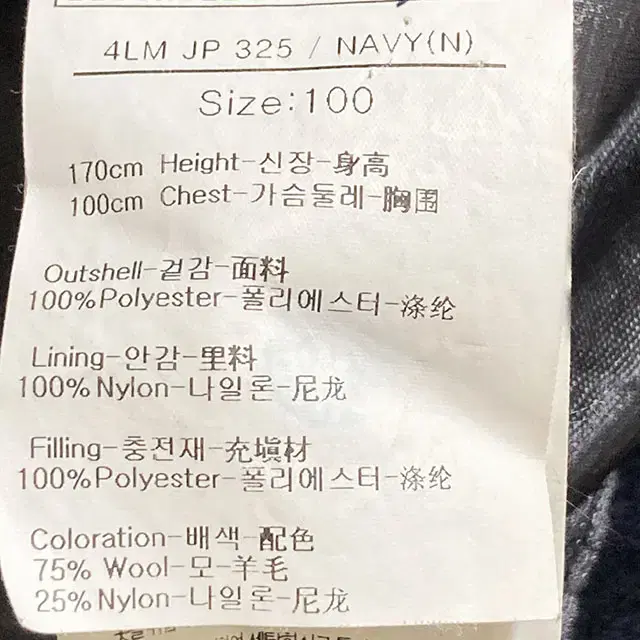 4LM JP 325 / NAVY(N)
Size:100
170cm Height-신장-身高
100cm Chest-가슴둘레-胸围
Outshell-겉감-面料
100%Polyester-폴리에스터-涤纶
Lining-안감-里料
100%Nylon-나일론-尼龙
Filling-충전재-充塡材
100%Polyester-폴리에스터-涤纶
Coloration-배색-配色
75% Wool-모-羊毛
25%Nylon-나일론-尼龙